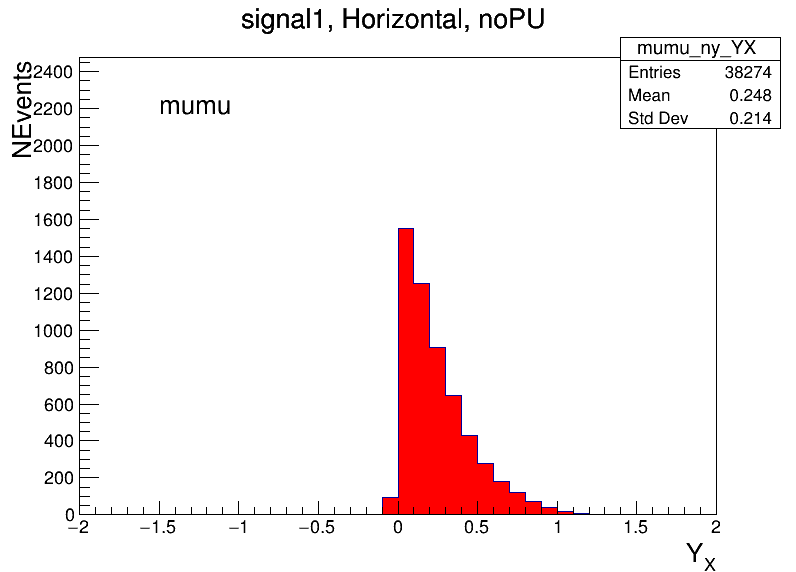 signal1, Horizontal, noPU
mumu_ny_YX
Entries 38274
Mean 0.248
Std Dev 0.214
NEvents
mumu
2400
2200
2000
1800
1600
1400
1200
1000
800
600
400
200
0
−2 −1.5 −1 −0.5 0 0.5 1 1.5 2
Y_X